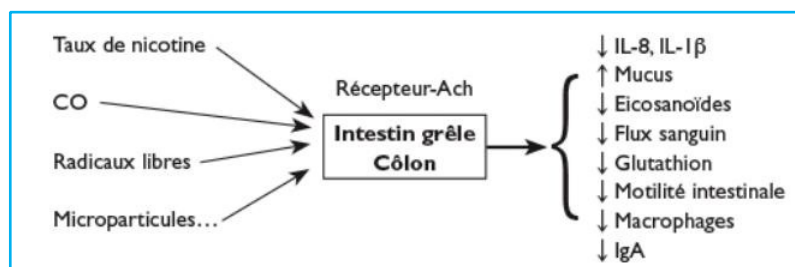 Taux de nicotine
CO
Radicaux libres
Microparticules...
Récepteur-Ach
Intestin grêle
Côlon
↓ IL-8, IL-1β
↑ Mucus
↓ Eicosanoïdes
↓ Flux sanguin
↓ Glutathion
↓ Motilité intestinale
↓ Macrophages
↓ IgA